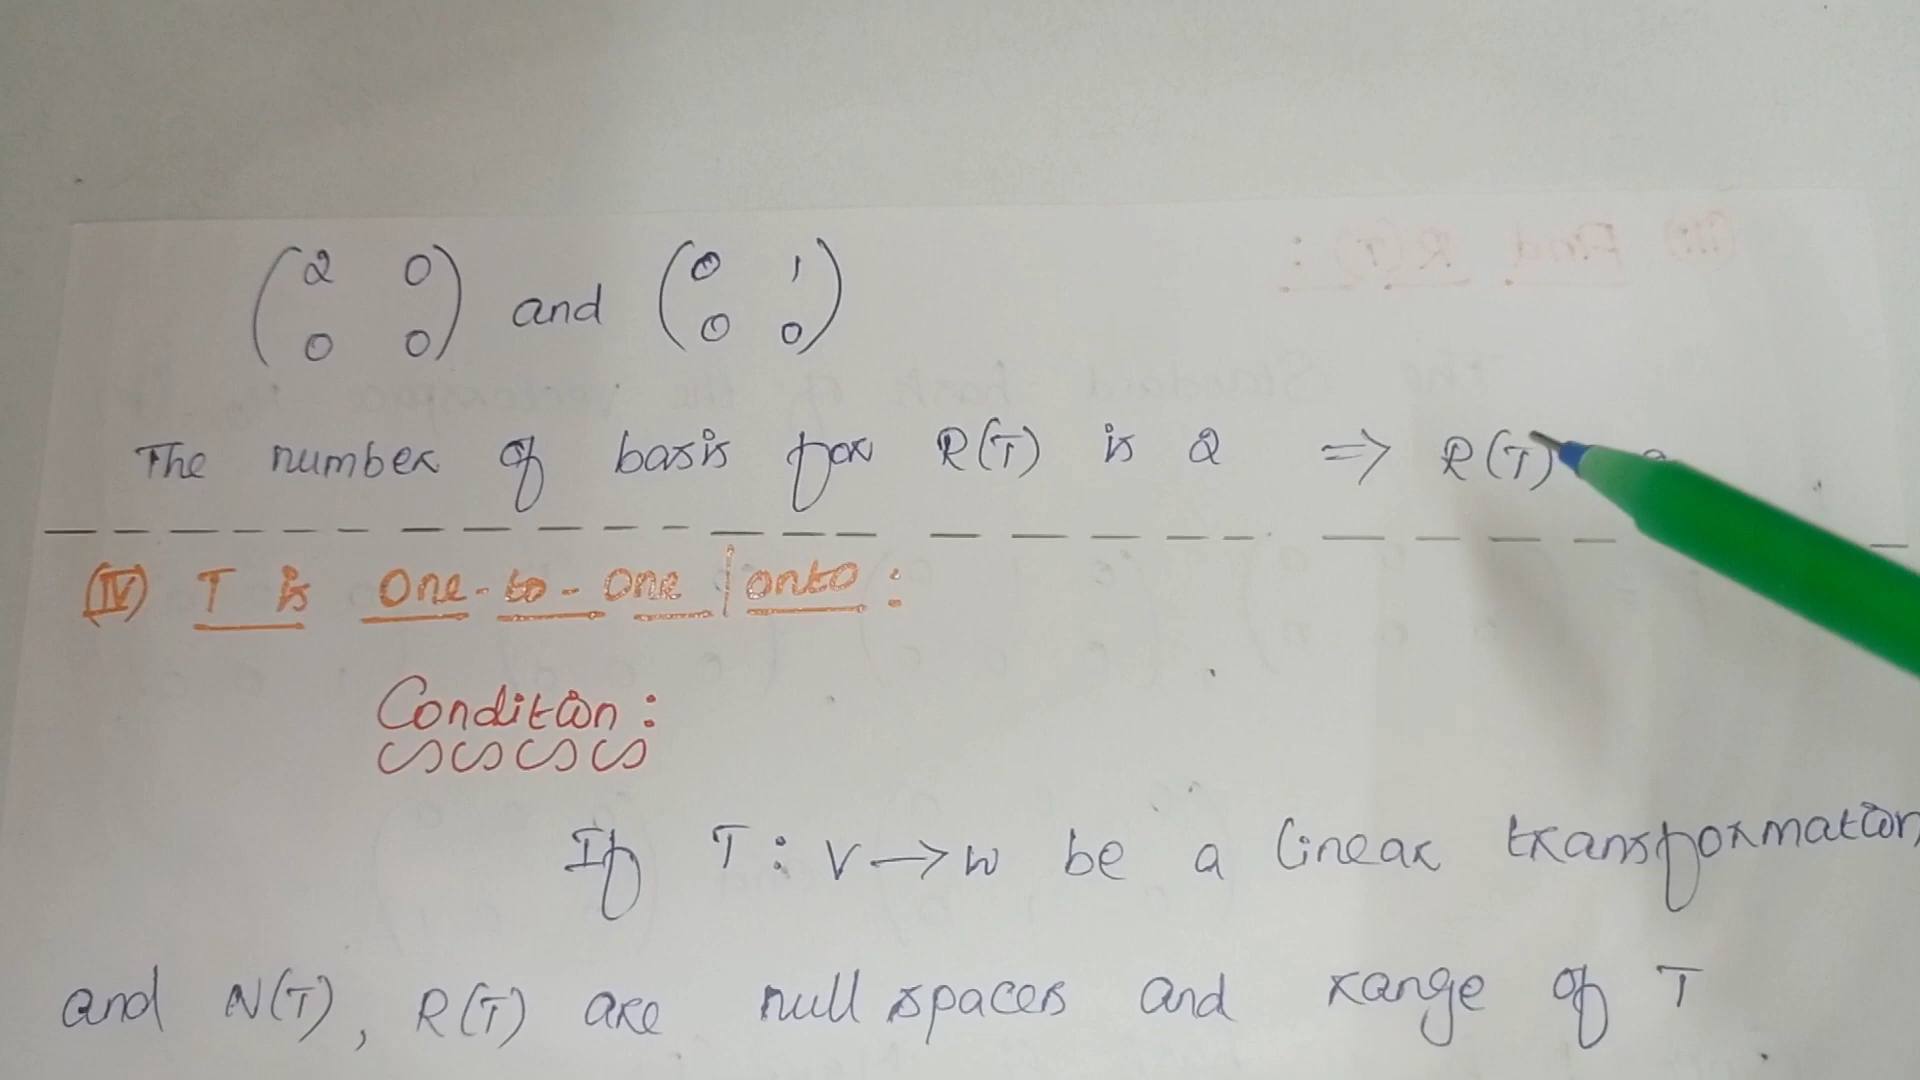 (2 0
0 0) and (0 1
0 0)
The number of basis for R(T) is 2 => R(T)
(IV) T is one-to-one / onto :
Condition :
If T : V → W be a linear transformation
and N(T), R(T) are null spaces and range of T